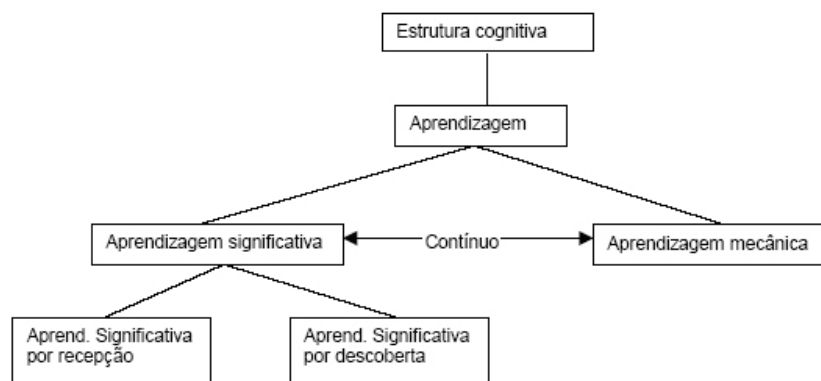 Estrutura cognitiva
Aprendizagem
Aprendizagem significativa
Contínuo
Aprendizagem mecânica
Aprend. Significativa
por recepção
Aprend. Significativa
por descoberta